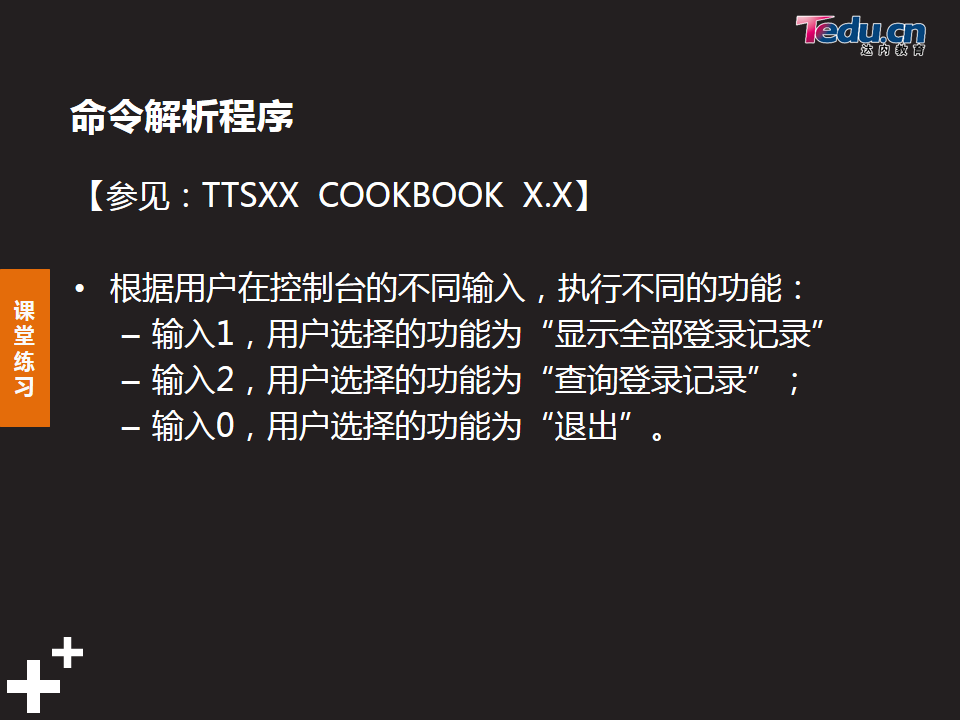 Tedu.cn
达内教育
命令解析程序
【参见：TTSXX COOKBOOK X.X】
• 根据用户在控制台的不同输入，执行不同的功能：
– 输入1，用户选择的功能为“显示全部登录记录”
– 输入2，用户选择的功能为“查询登录记录”；
– 输入0，用户选择的功能为“退出”。
课堂练习